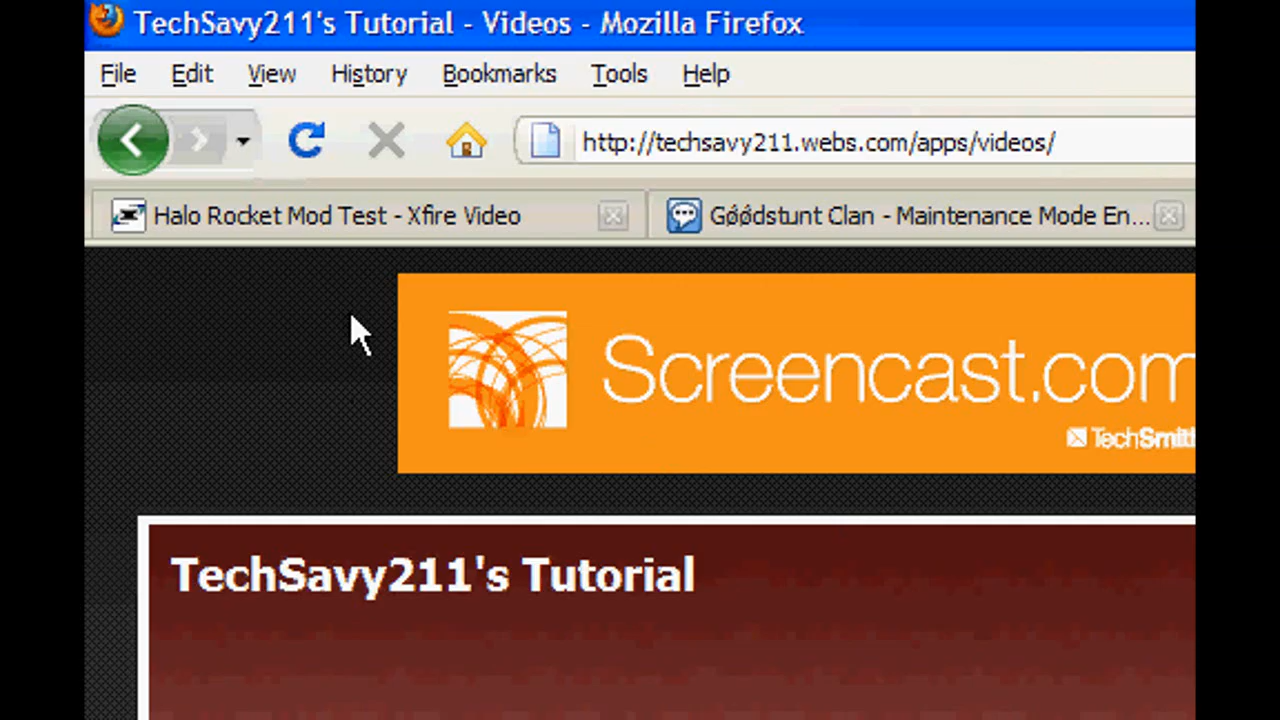 TechSavy211's Tutorial - Videos - Mozilla Firefox
File Edit View History Bookmarks Tools Help
http://techsavy211.webs.com/apps/videos/
Halo Rocket Mod Test - Xfire Video
Gǿǿdstunt Clan - Maintenance Mode En...
Screencast.com
TechSmith
TechSavy211's Tutorial